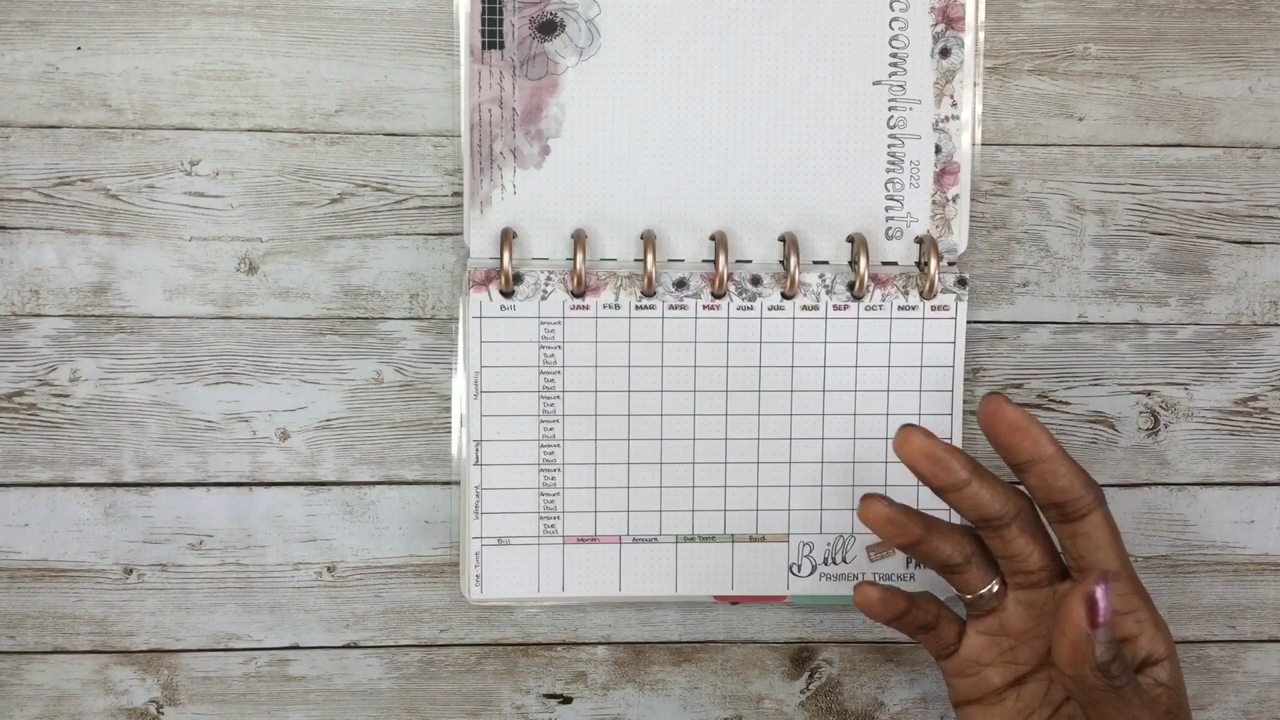 ccomplishments
2022
Bill JAN FEB MAR APR MAY JUN JUL AUG SEP OCT NOV DEC
Monthly
Amount
Due
Paid
Amount
Due
Paid
Amount
Due
Paid
Amount
Due
Paid
Amount
Due
Paid
Amount
Due
Paid
Amount
Due
Paid
Amount
Due
Paid
Amount
Due
Paid
Bill Month Amount Due Date Paid
One-Time
Bill
PA
PAYMENT TRACKER